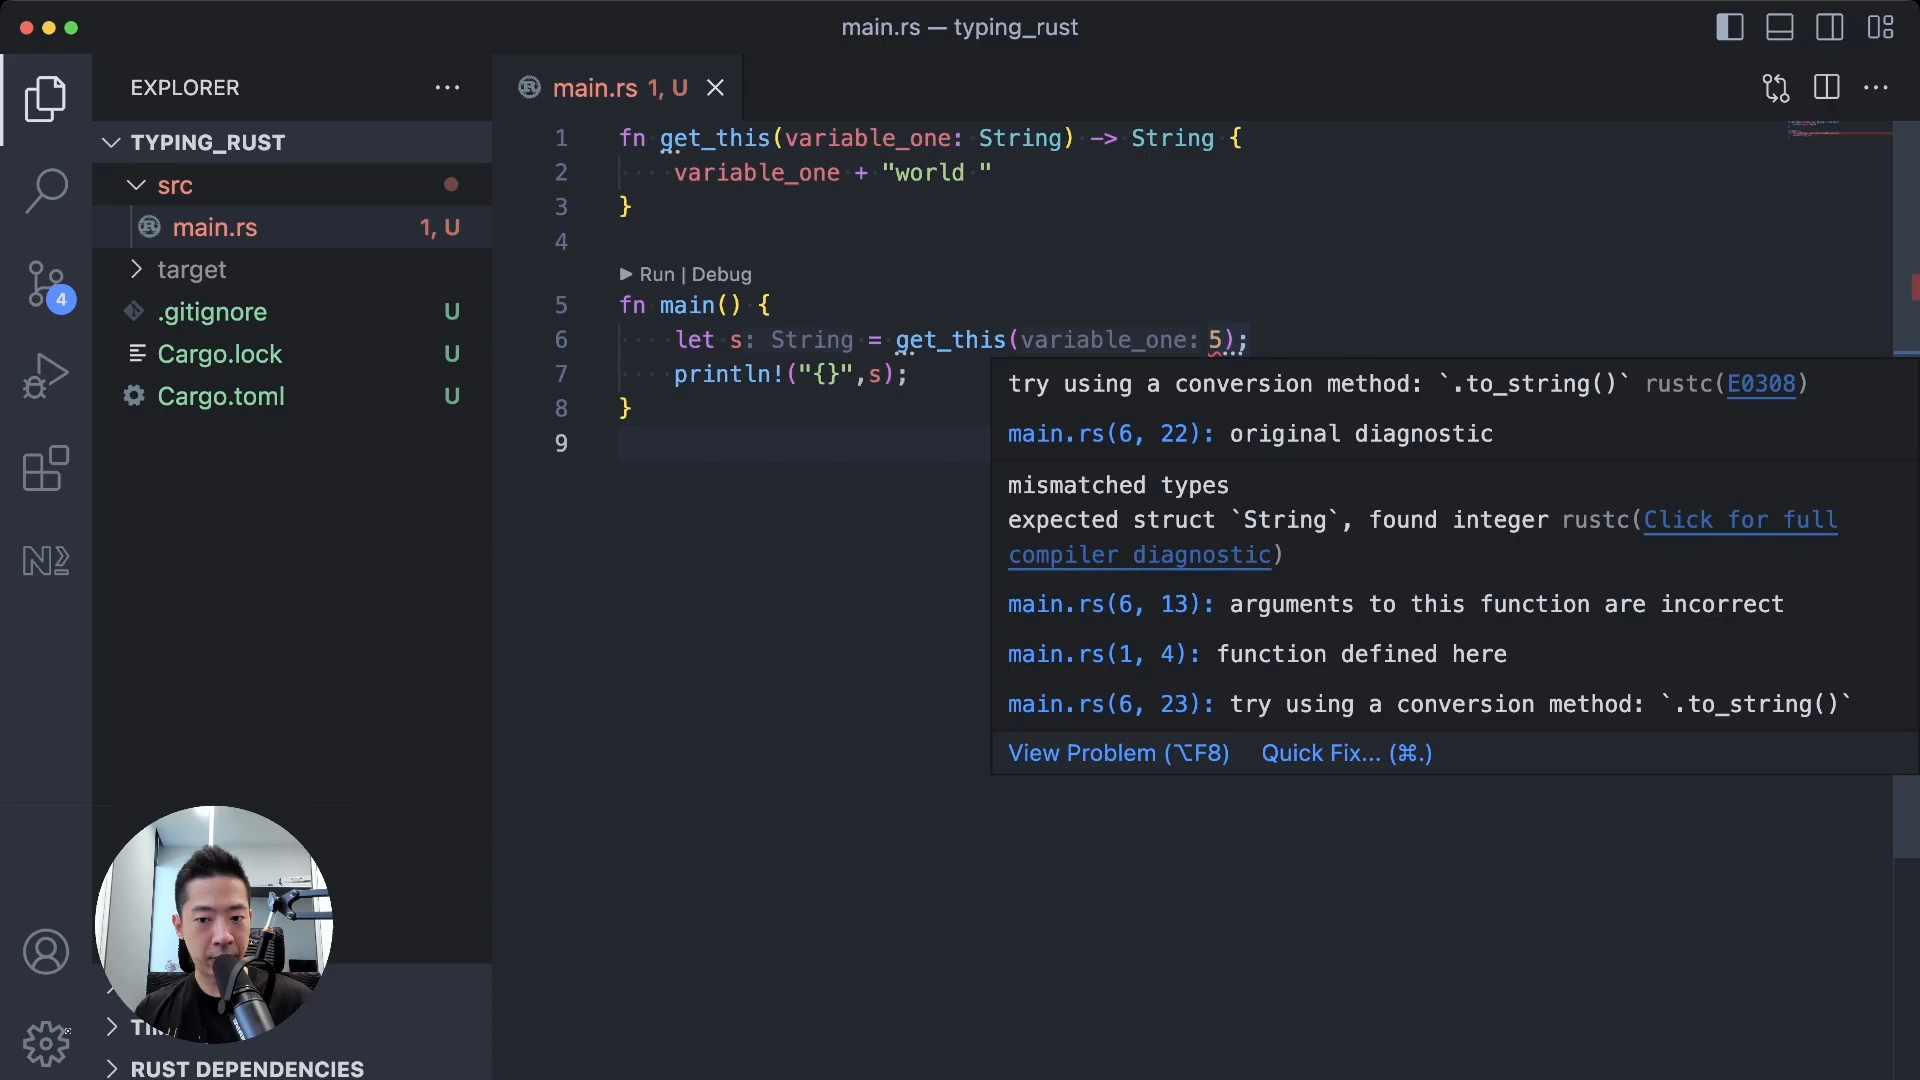 main.rs — typing_rust
EXPLORER
main.rs 1, U
TYPING_RUST
src
main.rs 1, U
target
.gitignore U
Cargo.lock U
Cargo.toml U
4
1 fn get_this(variable_one: String) -> String {
2 variable_one + "world "
3 }
4
Run | Debug
5 fn main() {
6 let s: String = get_this(variable_one: 5);
7 println!("{}",s);
8 }
9
try using a conversion method: `.to_string()` rustc(E0308)
main.rs(6, 22): original diagnostic
mismatched types
expected struct `String`, found integer rustc(Click for full
compiler diagnostic)
main.rs(6, 13): arguments to this function are incorrect
main.rs(1, 4): function defined here
main.rs(6, 23): try using a conversion method: `.to_string()`
View Problem (⌥F8) Quick Fix... (⌘.)
RUST DEPENDENCIES